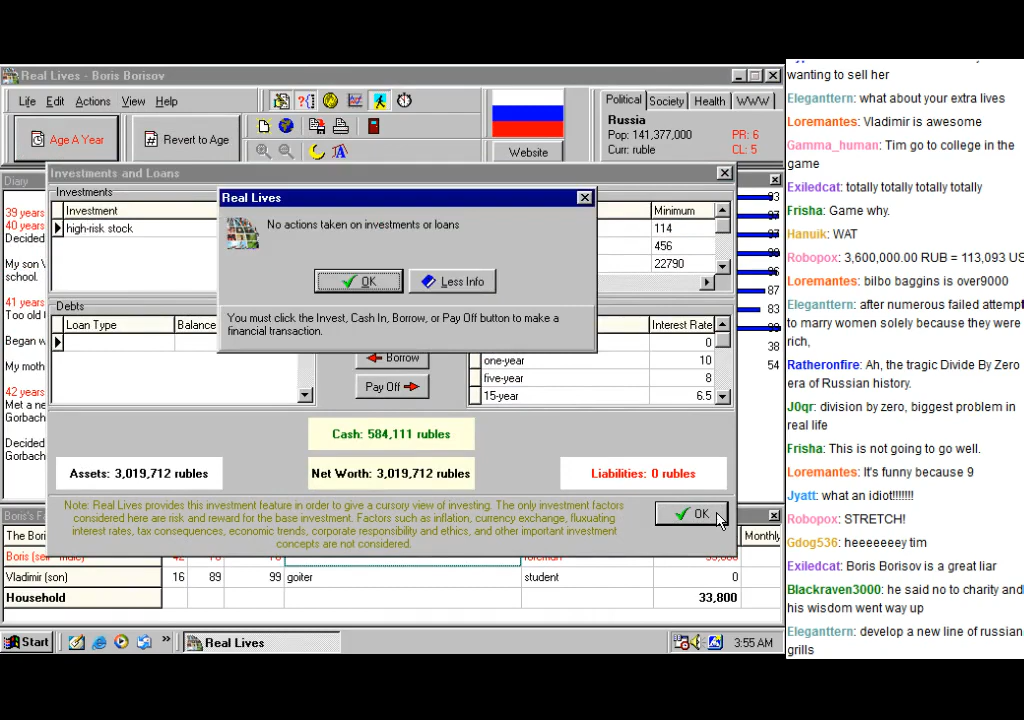 Real Lives - Boris Borisov
Life Edit Actions View Help
Age A Year
Revert to Age
Website
Political Society Health WWW
Russia
Pop: 141,377,000 PR: 6
Curr: ruble CL: 5
Diary
39 years
40 years
Decided
My son
school.
41 years
Too old
Began w
My moth
42 years
Met a ne
Gorbach
Decided
Gorbach
Investments and Loans
Investments
Investment
high-risk stock
Minimum
114
456
22790
93
97
97
99
96
87
83
38
54
Real Lives
No actions taken on investments or loans
OK
Less Info
You must click the Invest, Cash In, Borrow, or Pay Off button to make a
financial transaction.
Debts
Loan Type Balance
Borrow
Pay Off
Interest Rate
0
one-year 10
five-year 8
15-year 6.5
Cash: 584,111 rubles
Assets: 3,019,712 rubles
Net Worth: 3,019,712 rubles
Liabilities: 0 rubles
Note: Real Lives provides this investment feature in order to give a cursory view of investing. The only investment factors
considered here are risk and reward for the base investment. Factors such as inflation, currency exchange, fluxuating
interest rates, tax consequences, economic trends, corporate responsibility and ethics, and other important investment
concepts are not considered.
OK
Boris's F
The Bori
Monthly
Boris (self - male) 42 foreman 33,800
Vladimir (son) 16 89 99 goiter student 0
Household 33,800
Start
Real Lives
3:55 AM
wanting to sell her
Eleganttern: what about your extra lives
Loremantes: Vladimir is awesome
Gamma_human: Tim go to college in the
game
Exiledcat: totally totally totally totally
Frisha: Game why.
Hanuik: WAT
Robopox: 3,600,000.00 RUB = 113,093 US
Loremantes: bilbo baggins is over9000
Eleganttern: after numerous failed attempt
to marry women solely because they were
rich,
Ratheronfire: Ah, the tragic Divide By Zero
era of Russian history.
J0qr: division by zero, biggest problem in
real life
Frisha: This is not going to go well.
Loremantes: It's funny because 9
Jyatt: what an idiot!!!!!!!
Robopox: STRETCH!
Gdog536: heeeeeeey tim
Exiledcat: Boris Borisov is a great liar
Blackraven3000: he said no to charity and
his wisdom went way up
Eleganttern: develop a new line of russian
grills